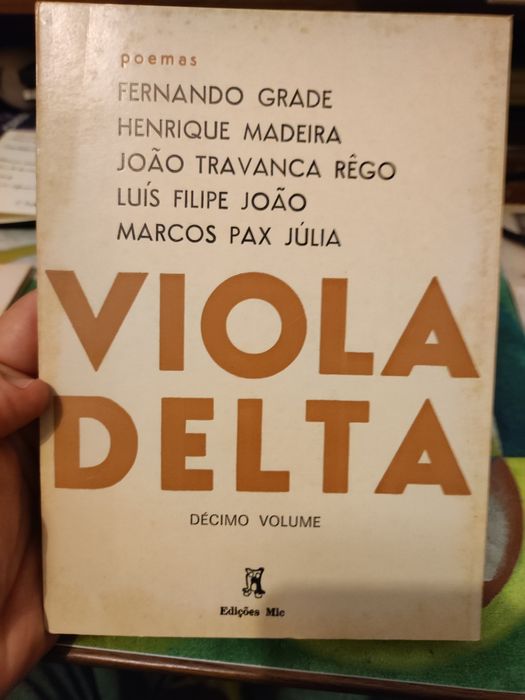 poemas
FERNANDO GRADE
HENRIQUE MADEIRA
JOÃO TRAVANCA RÊGO
LUÍS FILIPE JOÃO
MARCOS PAX JÚLIA
VIOLA
DELTA
DÉCIMO VOLUME
Edições Mic